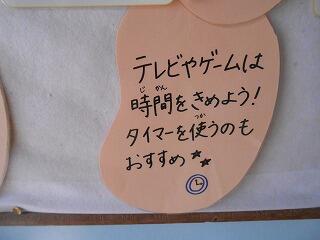 テレビやゲームは
時間をきめよう!
タイマーを使うのも
おすすめ★★